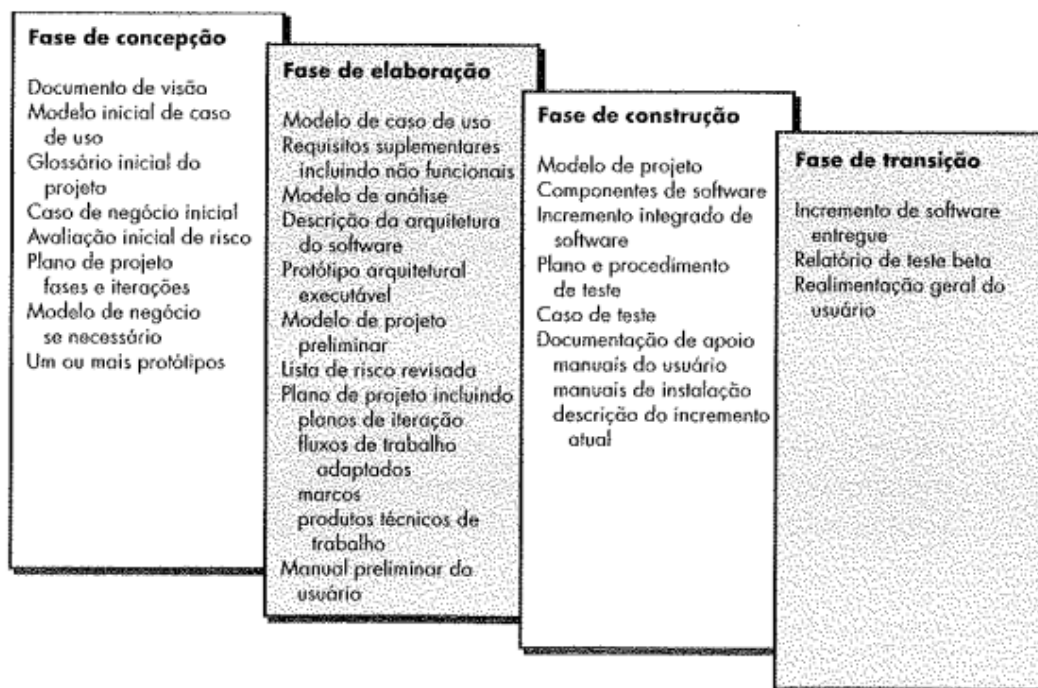 Fase de concepção
Documento de visão
Modelo inicial de caso
de uso
Glossário inicial do
projeto
Caso de negócio inicial
Avaliação inicial de risco
Plano de projeto
fases e iterações
Modelo de negócio
se necessário
Um ou mais protótipos
Fase de elaboração
Modelo de caso de uso
Requisitos suplementares
incluindo não funcionais
Modelo de análise
Descrição da arquitetura
do software
Protótipo arquitetural
executável
Modelo de projeto
preliminar
Lista de risco revisada
Plano de projeto incluindo
planos de iteração
fluxos de trabalho
adaptados
marcos
produtos técnicos de
trabalho
Manual preliminar do
usuário
Fase de construção
Modelo de projeto
Componentes de software
Incremento integrado de
software
Plano e procedimento
de teste
Caso de teste
Documentação de apoio
manuais do usuário
manuais de instalação
descrição do incremento
atual
Fase de transição
Incremento de software
entregue
Relatório de teste beta
Realimentação geral do
usuário